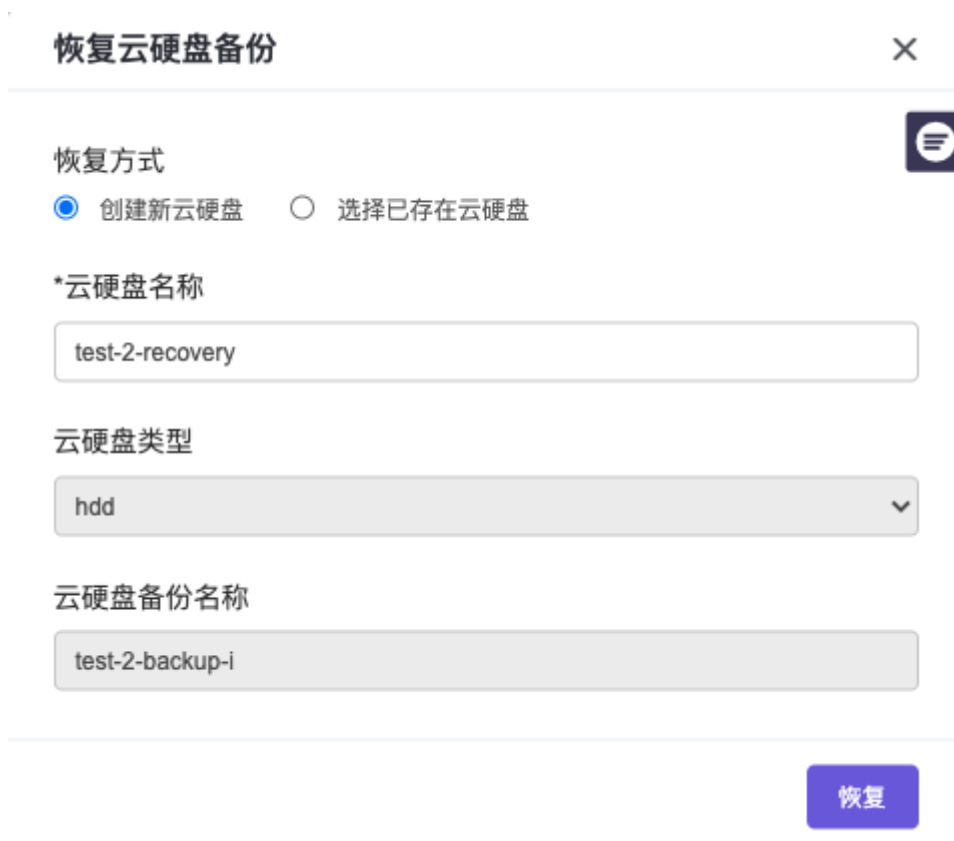 恢复云硬盘备份
恢复方式
创建新云硬盘 选择已存在云硬盘
*云硬盘名称
test-2-recovery
云硬盘类型
hdd
云硬盘备份名称
test-2-backup-i
恢复